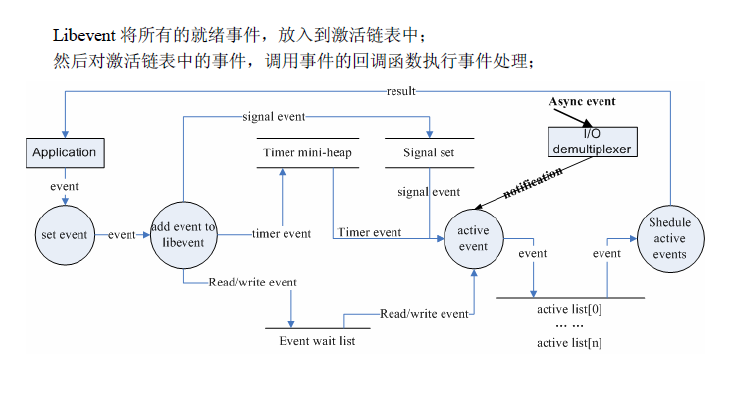 Libevent 将所有的就绪事件，放入到激活链表中；
然后对激活链表中的事件，调用事件的回调函数执行事件处理；
result
Async event
signal event
I/O
demultiplexer
Application
Timer mini-heap
Signal set
notification
event
signal event
set event
event
add event to
libevent
timer event
Timer event
active
event
Shedule
active
events
event
event
Read/write event
active list[0]
... ...
active list[n]
Read/write event
Event wait list